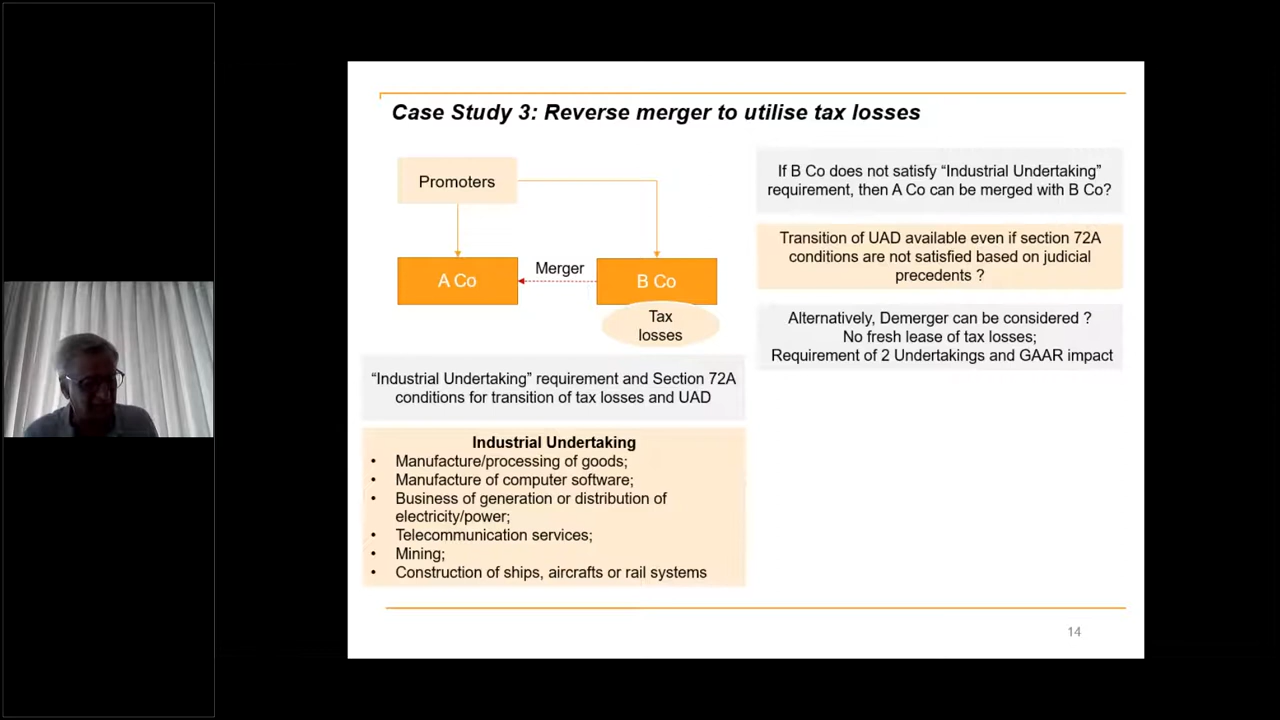 Case Study 3: Reverse merger to utilise tax losses
Promoters
A Co
Merger
B Co
Tax
losses
“Industrial Undertaking” requirement and Section 72A
conditions for transition of tax losses and UAD
Industrial Undertaking
• Manufacture/processing of goods;
• Manufacture of computer software;
• Business of generation or distribution of
electricity/power;
• Telecommunication services;
• Mining;
• Construction of ships, aircrafts or rail systems
If B Co does not satisfy “Industrial Undertaking”
requirement, then A Co can be merged with B Co?
Transition of UAD available even if section 72A
conditions are not satisfied based on judicial
precedents ?
Alternatively, Demerger can be considered ?
No fresh lease of tax losses;
Requirement of 2 Undertakings and GAAR impact
14